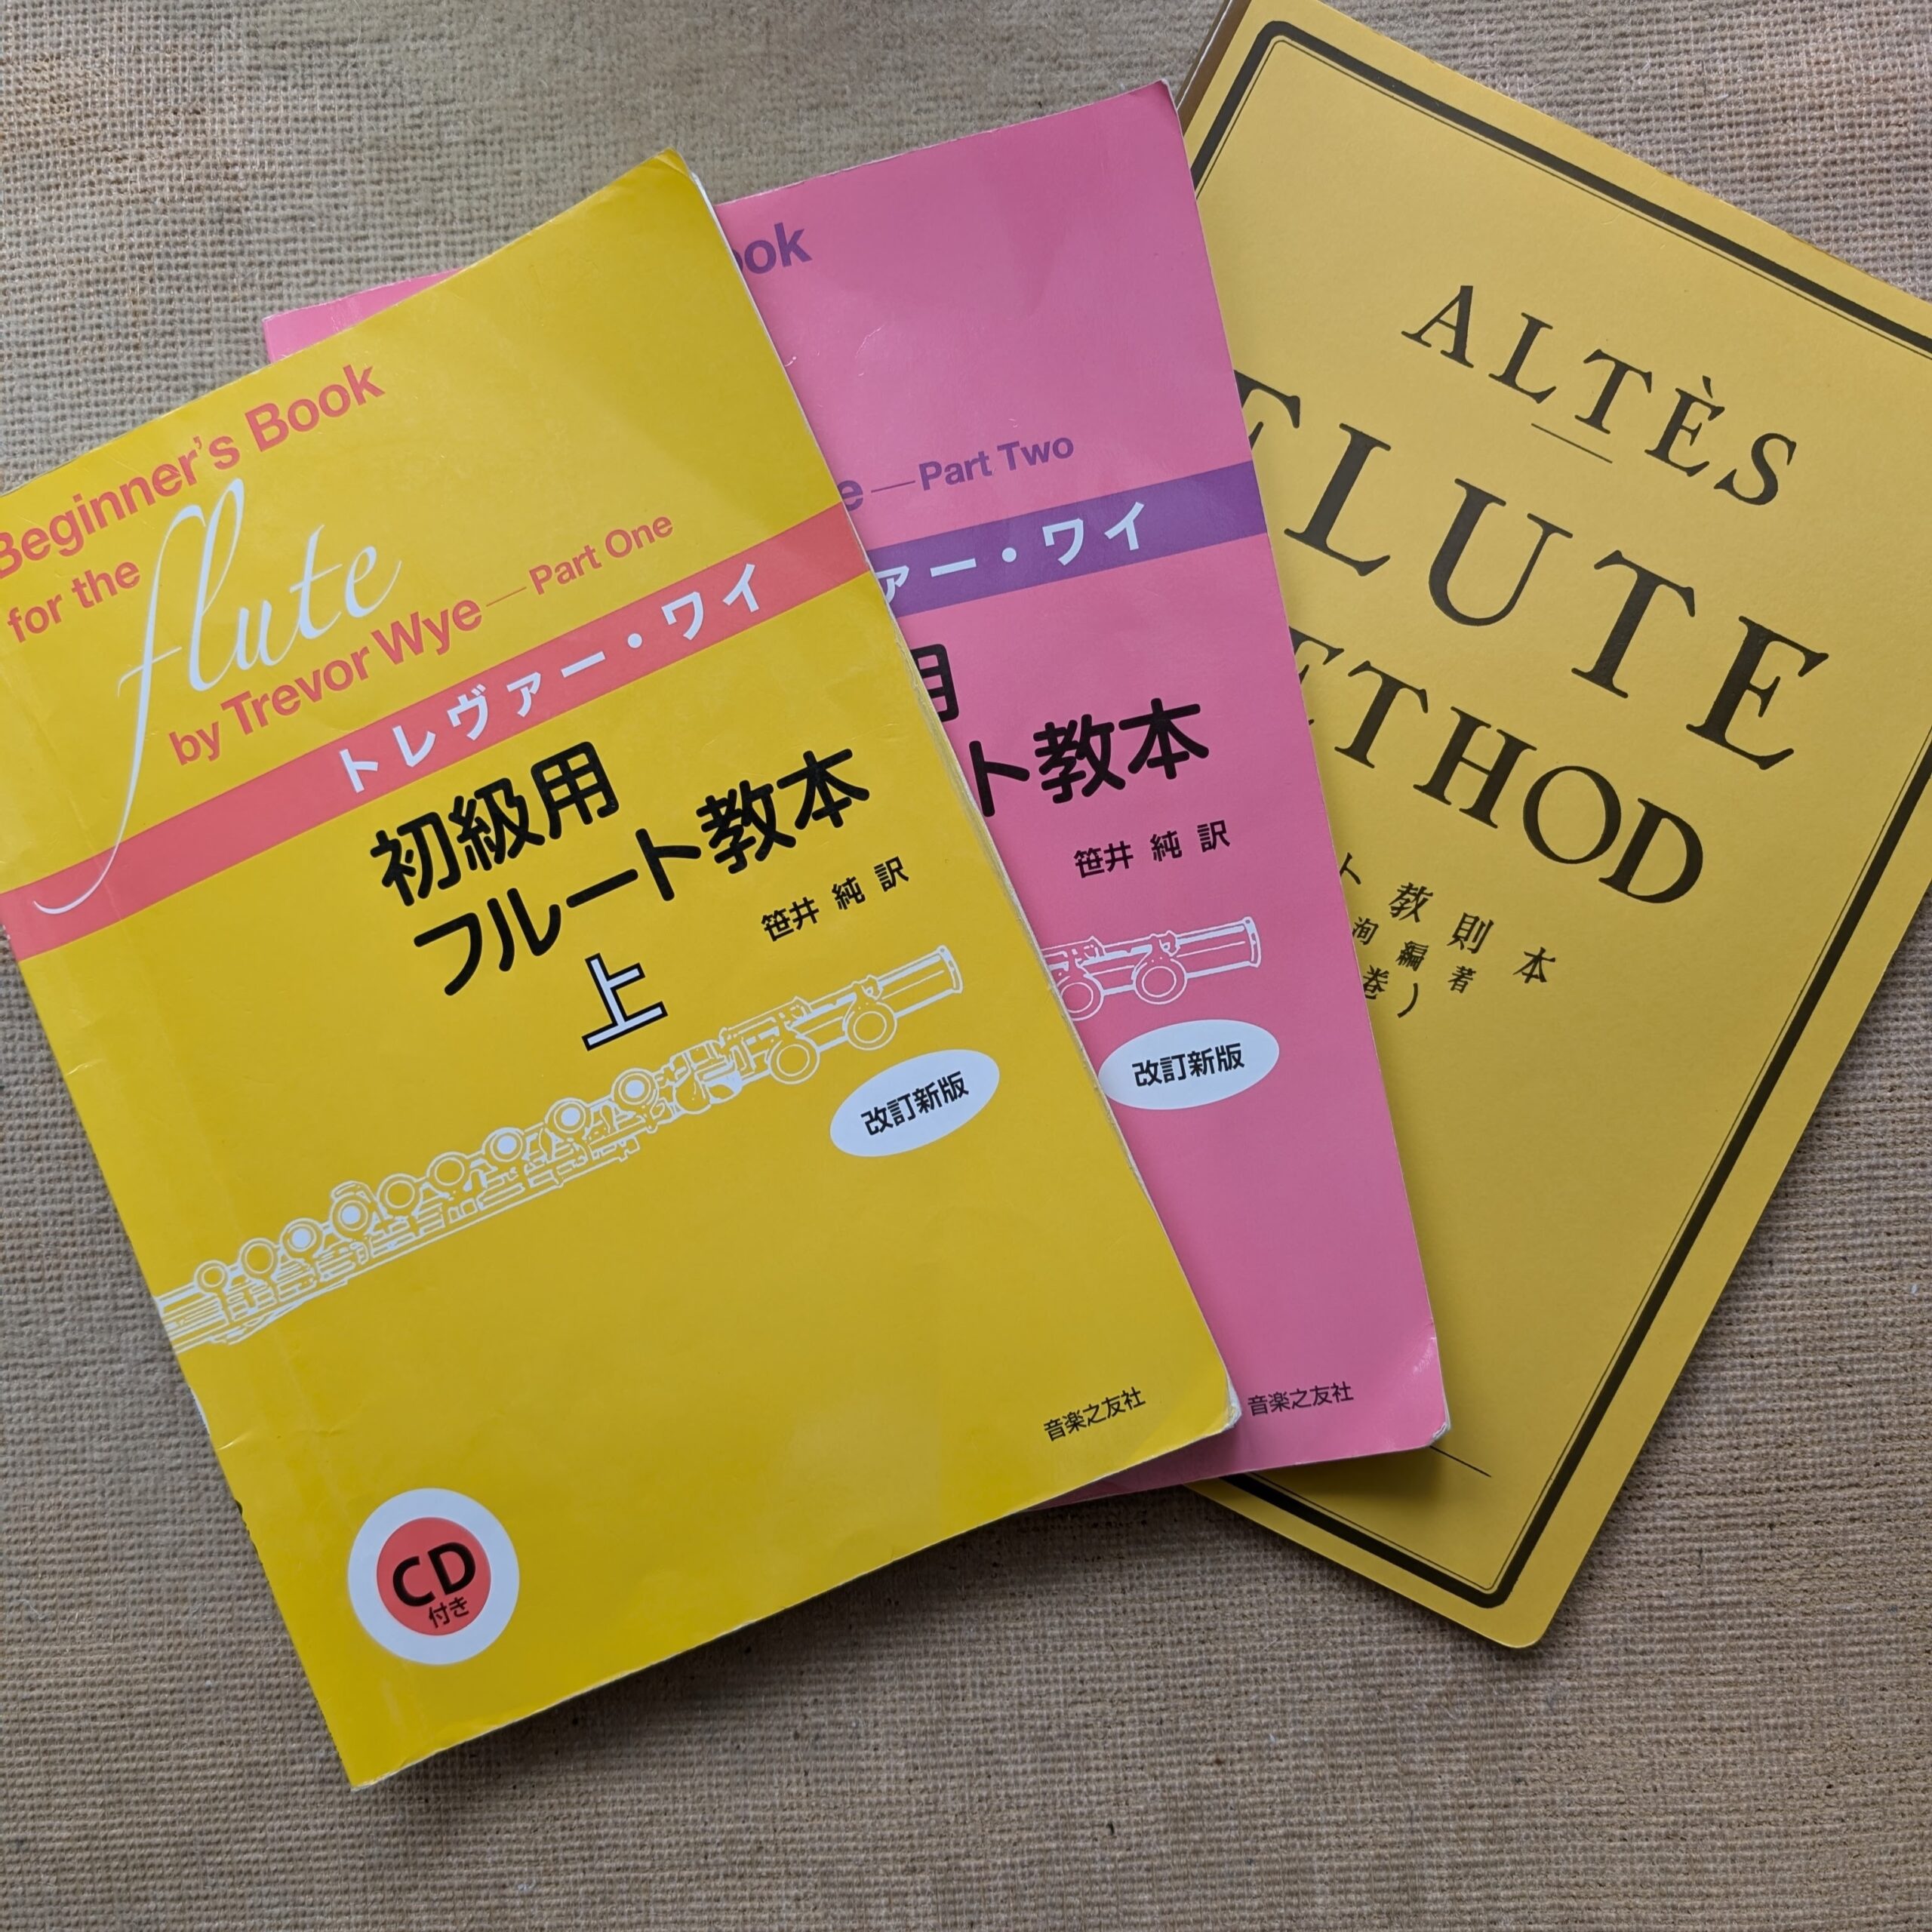 Beginner's Book
for the
flute
by Trevor Wye—Part One
トレヴァー・ワイ
初級用
フルート教本
上
笹井 純 訳
改訂新版
音楽之友社
CD
付き
—Part Two
ァー・ワイ
用
ト教本
笹井 純 訳
改訂新版
音楽之友社
ALTÈS
FLUTE
ETHOD
ト教則本
洵編著
巻)